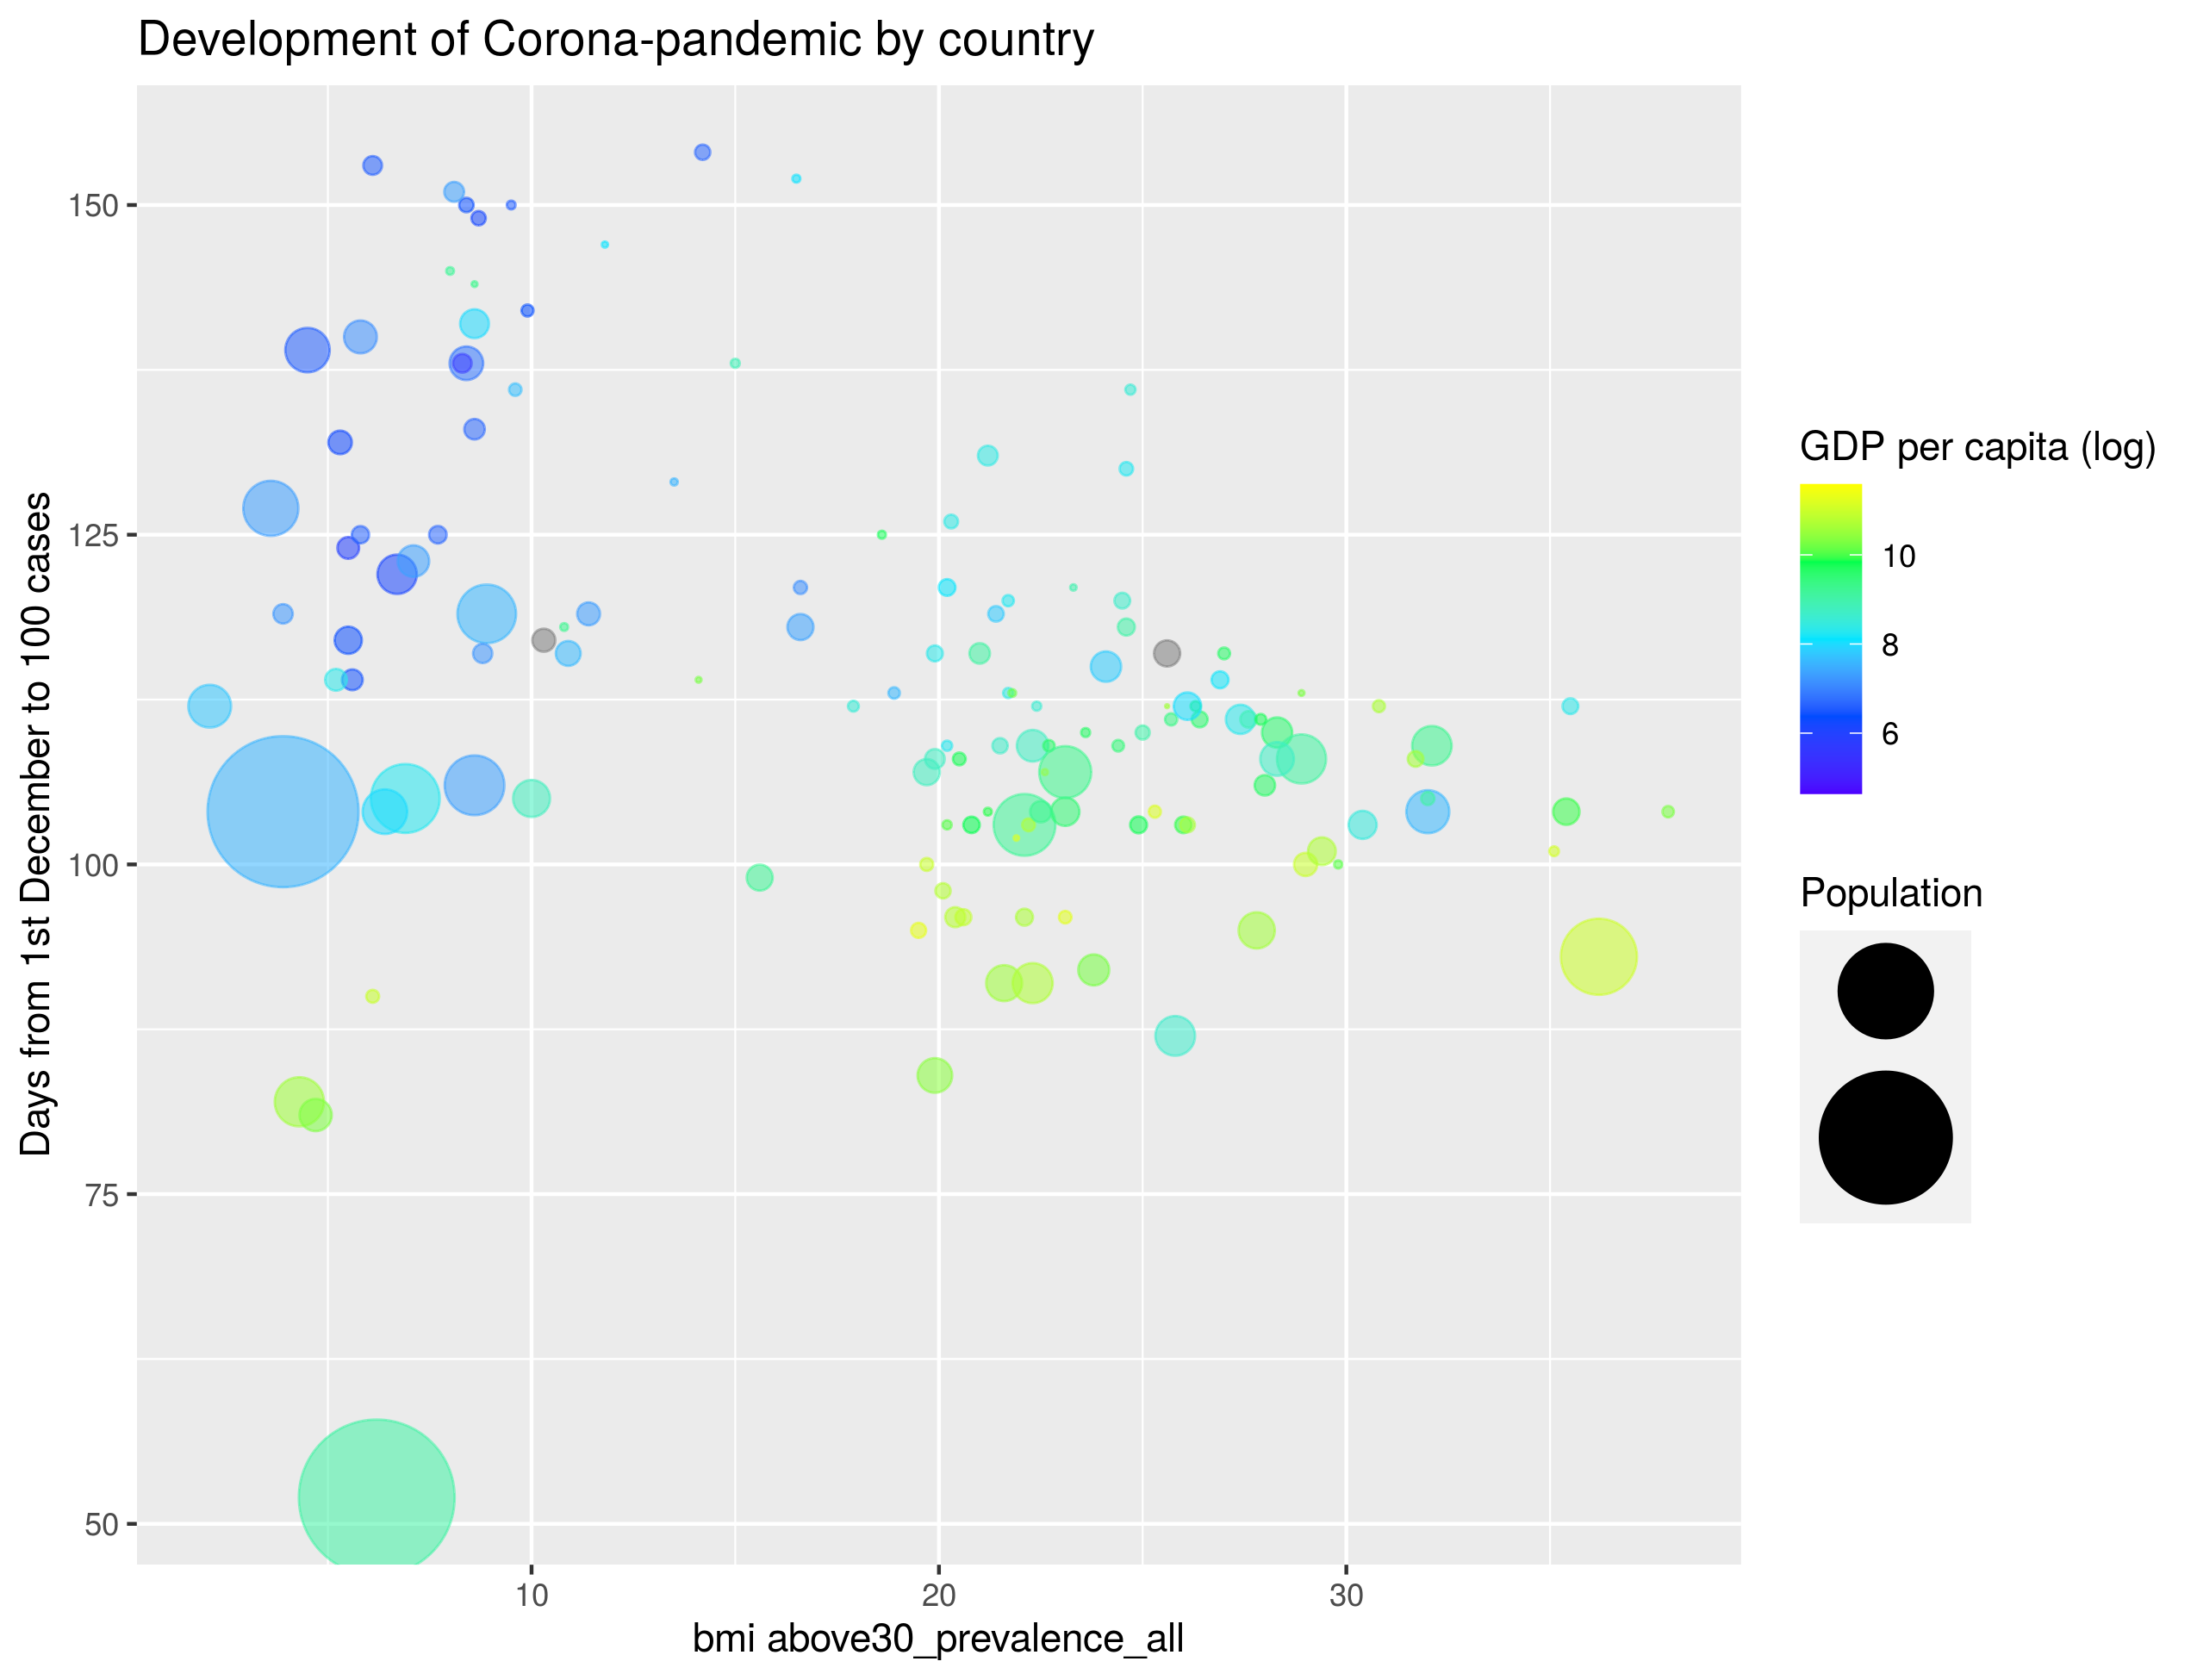 Development of Corona-pandemic by country
Days from 1st December to 100 cases
150
125
100
75
50
10
20
30
bmi above30_prevalence_all
GDP per capita (log)
10
8
6
Population